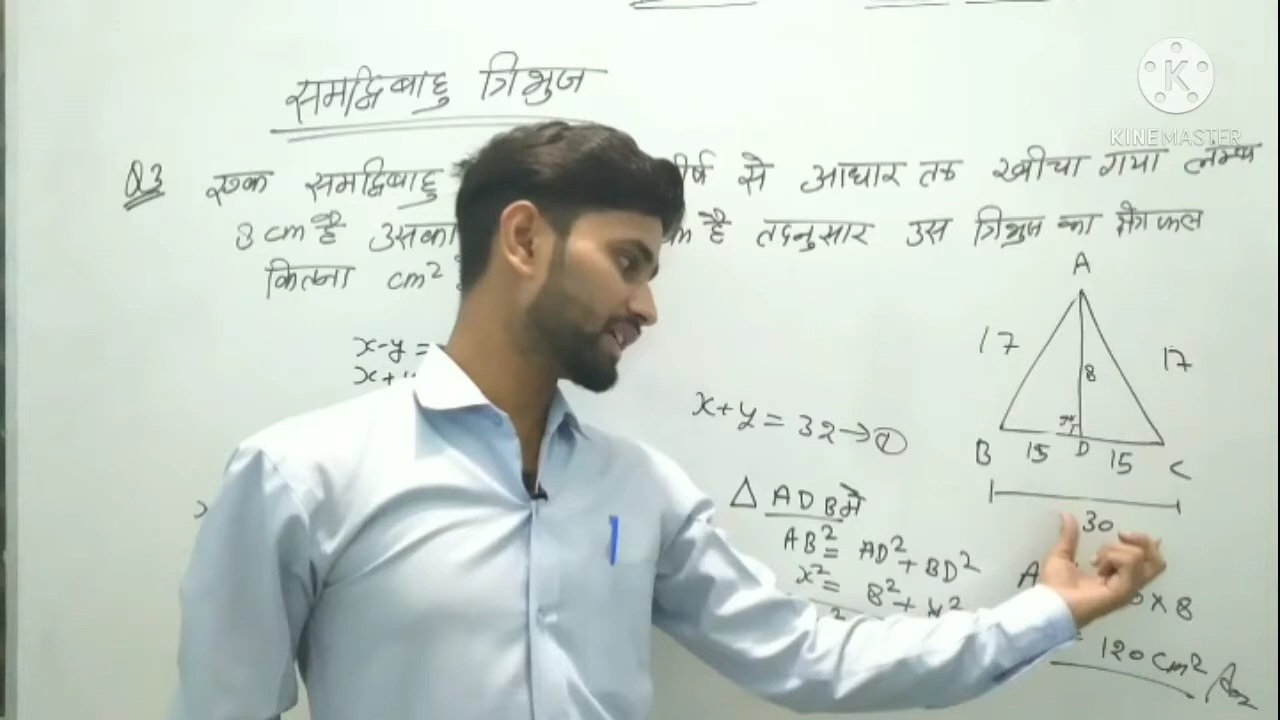 KINEMASTER
समद्विबाहु त्रिभुज
Q3 एक समद्विबाहु से आधार तक खींचा गया लम्ब
8 cm है उसका है तदनुसार उस त्रिभुज का क्षेत्रफल
कितना cm²
x-y =
x+
x+y = 32 → ①
A
17
17
8
B 15 D 15 C
30
△ ADB में
AB² = AD² + BD²
x² = 8² + y²
A
× 8
120 cm² Ans